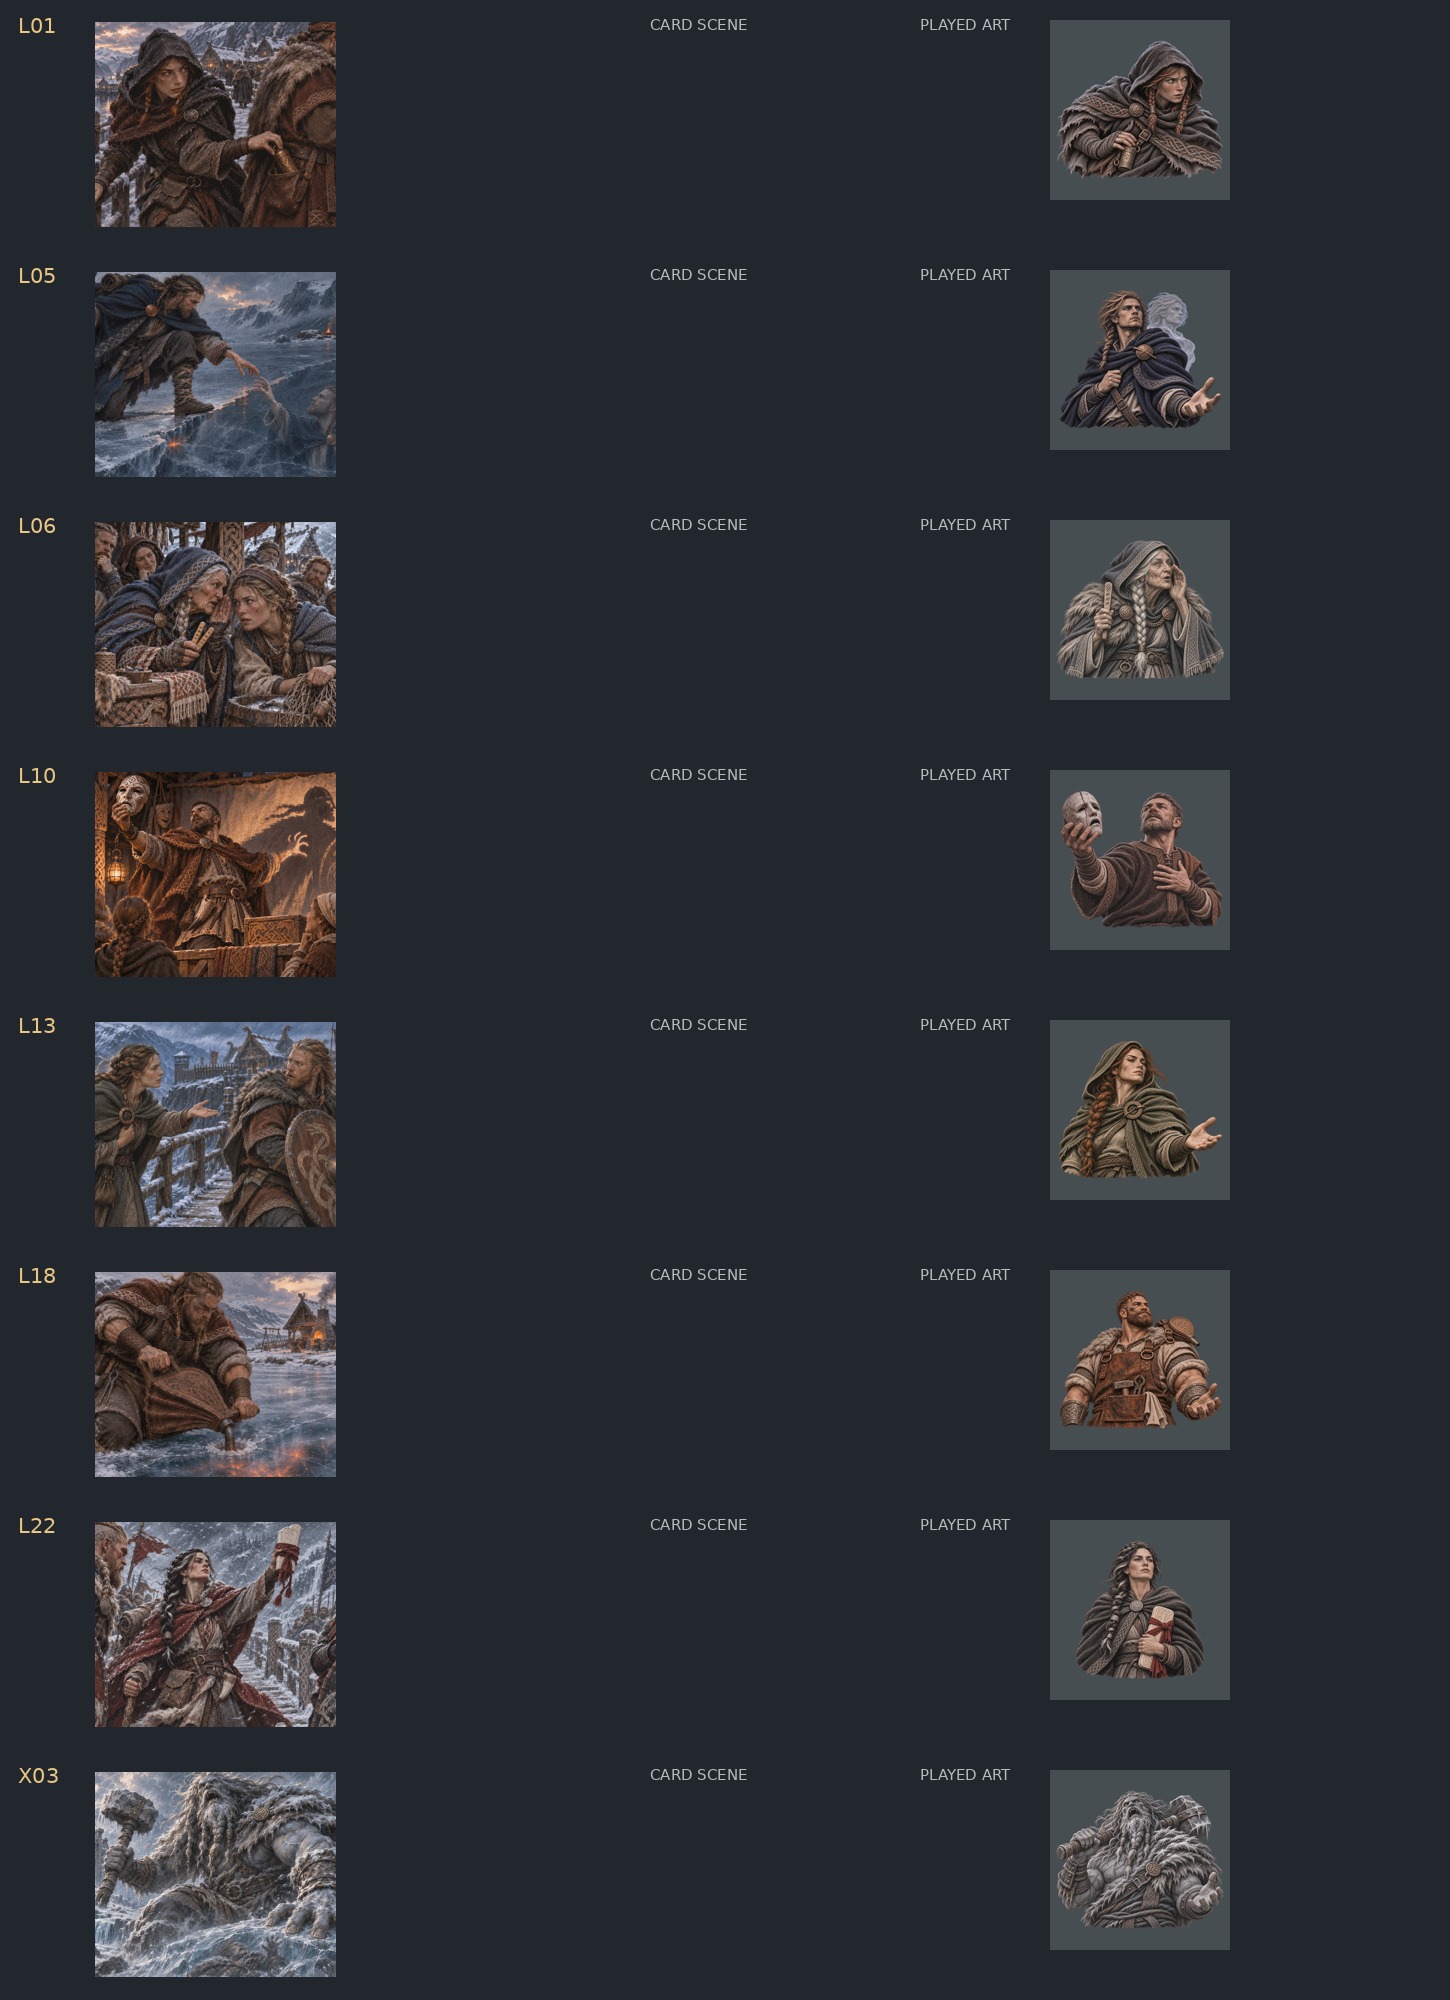 L01 CARD SCENE PLAYED ART
L05 CARD SCENE PLAYED ART
L06 CARD SCENE PLAYED ART
L10 CARD SCENE PLAYED ART
L13 CARD SCENE PLAYED ART
L18 CARD SCENE PLAYED ART
L22 CARD SCENE PLAYED ART
X03 CARD SCENE PLAYED ART